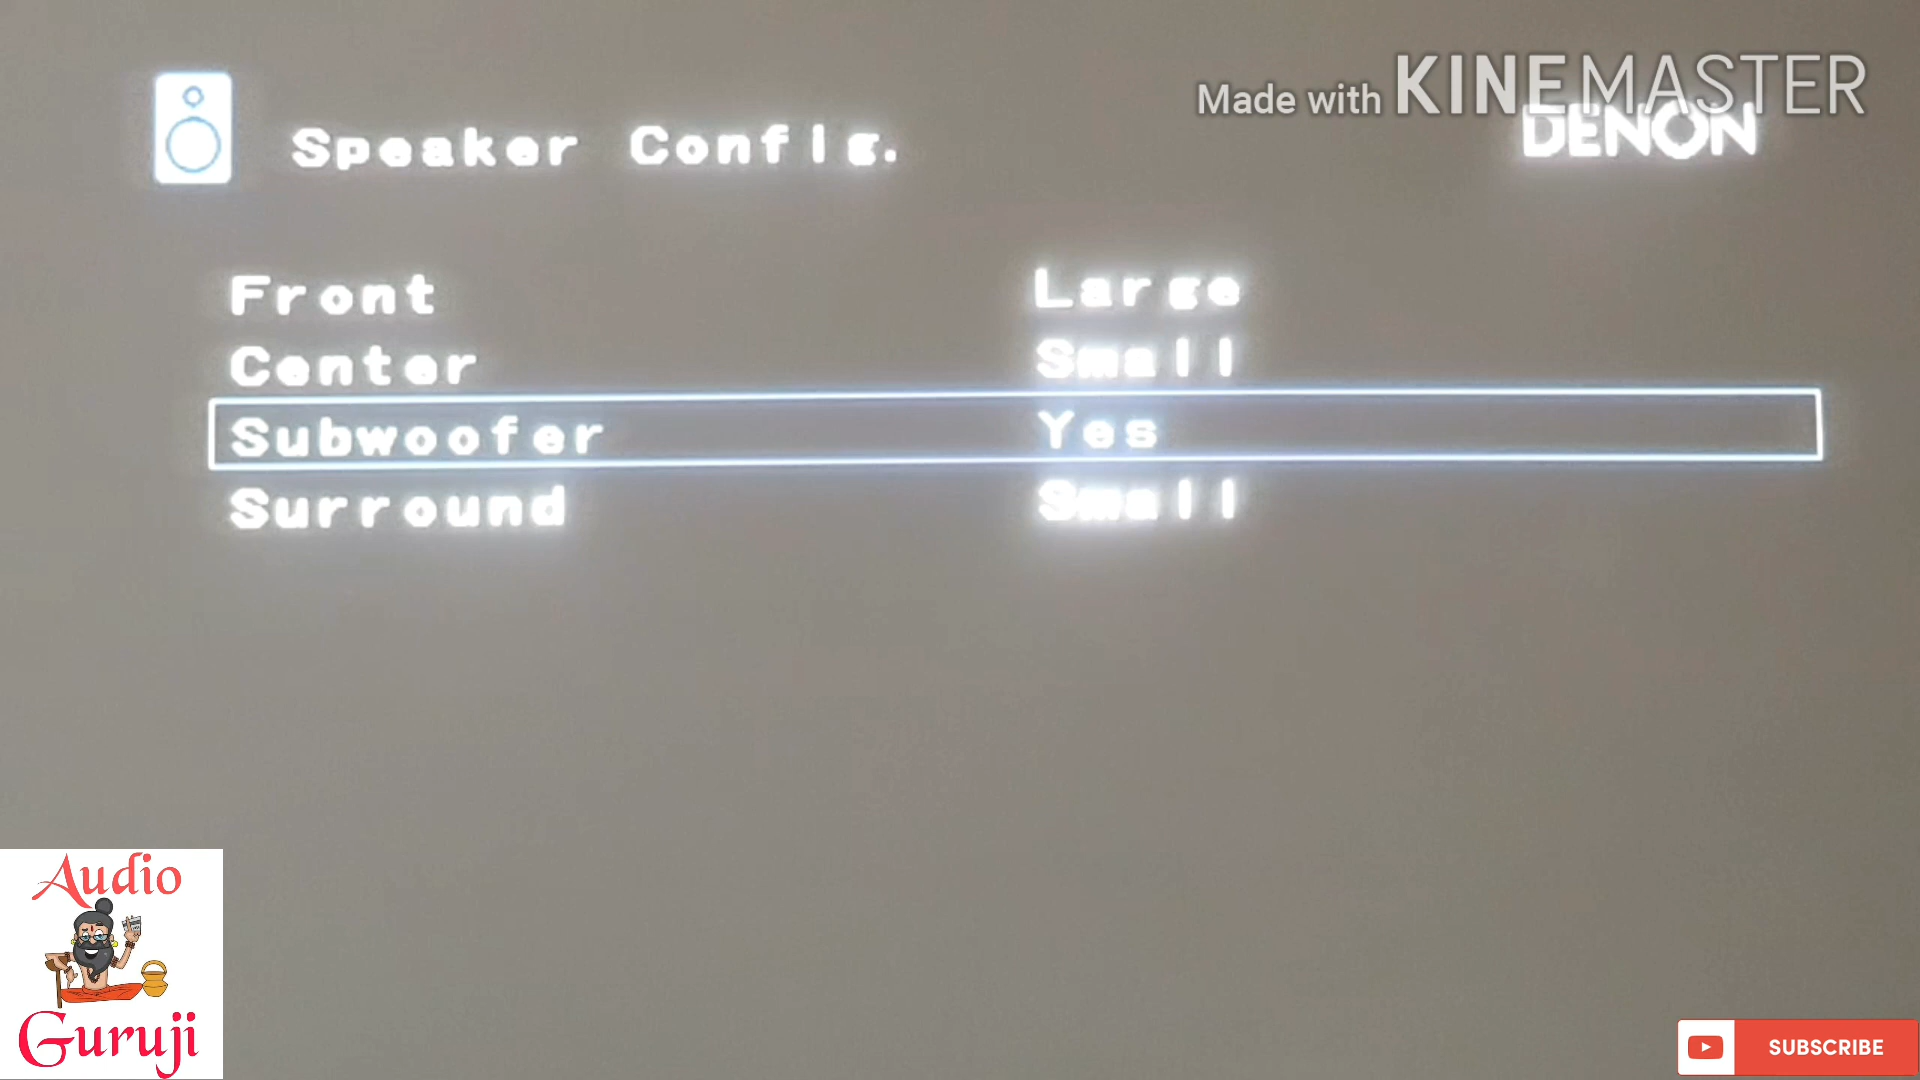 Made with KINEMASTER
DENON
Speaker Config.
Front Large
Center Small
Subwoofer Yes
Surround Small
Audio
Guruji
SUBSCRIBE